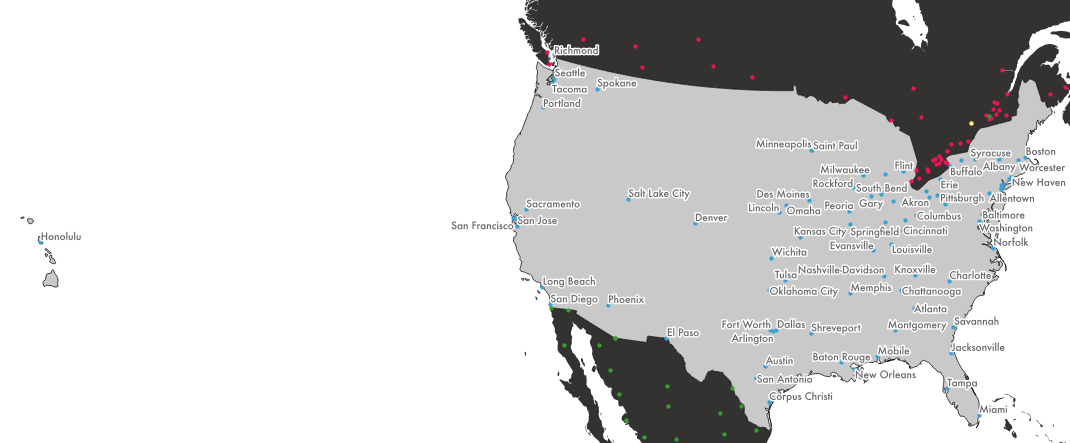 Richmond
Seattle
Spokane
Tacoma
Portland
Minneapolis
Saint Paul
Syracuse
Boston
Milwaukee
Flint
Buffalo
Albany
Worcester
Rockford
South Bend
Erie
New Haven
Salt Lake City
Des Moines
Pittsburgh
Allentown
Sacramento
Lincoln
Omaha
Peoria
Gary
Akron
San Francisco
San Jose
Denver
Columbus
Baltimore
Honolulu
Kansas City
Springfield
Cincinnati
Washington
Evansville
Louisville
Norfolk
Wichita
Tulsa
Nashville-Davidson
Knoxville
Charlotte
Long Beach
Oklahoma City
Memphis
Chattanooga
San Diego
Phoenix
Atlanta
El Paso
Fort Worth
Dallas
Shreveport
Montgomery
Savannah
Arlington
Austin
Baton Rouge
Mobile
Jacksonville
San Antonio
New Orleans
Tampa
Corpus Christi
Miami